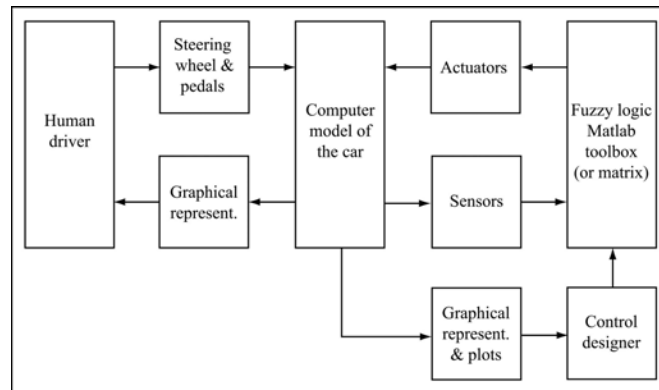 Steering
wheel &
pedals
Human
driver
Graphical
represent.
Computer
model of
the car
Actuators
Sensors
Fuzzy logic
Matlab
toolbox
(or matrix)
Graphical
represent.
& plots
Control
designer